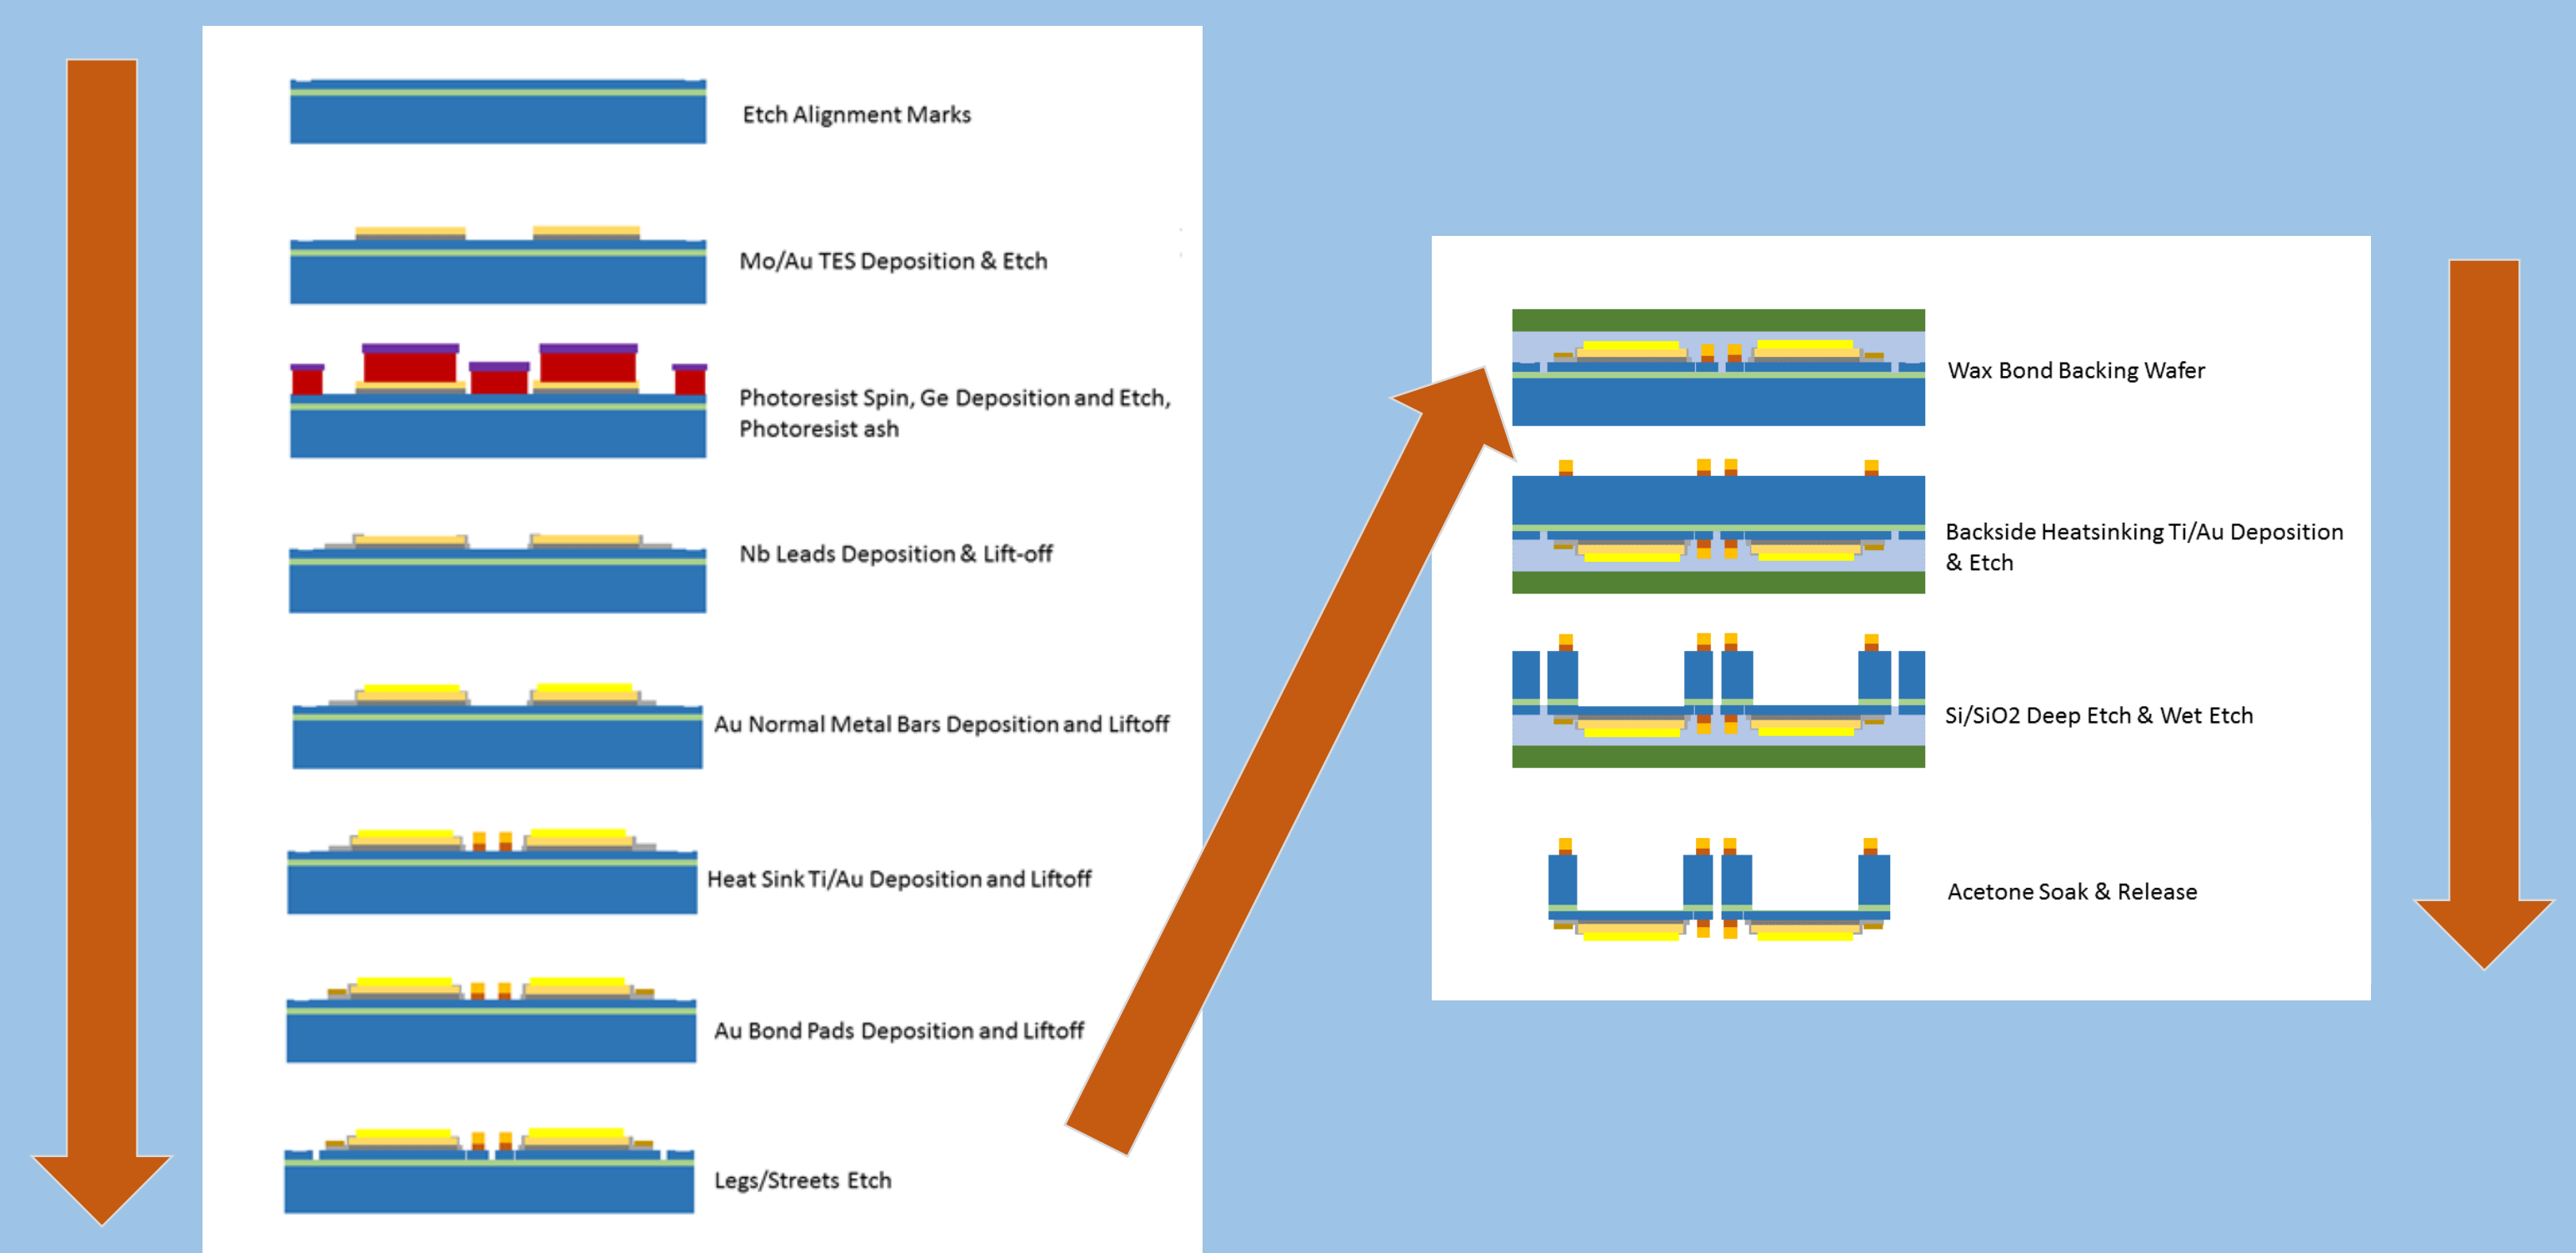 Etch Alignment Marks
Mo/Au TES Deposition & Etch
Photoresist Spin, Ge Deposition and Etch,
Photoresist ash
Nb Leads Deposition & Lift-off
Au Normal Metal Bars Deposition and Liftoff
Heat Sink Ti/Au Deposition and Liftoff
Au Bond Pads Deposition and Liftoff
Legs/Streets Etch
Wax Bond Backing Wafer
Backside Heatsinking Ti/Au Deposition
& Etch
Si/SiO2 Deep Etch & Wet Etch
Acetone Soak & Release